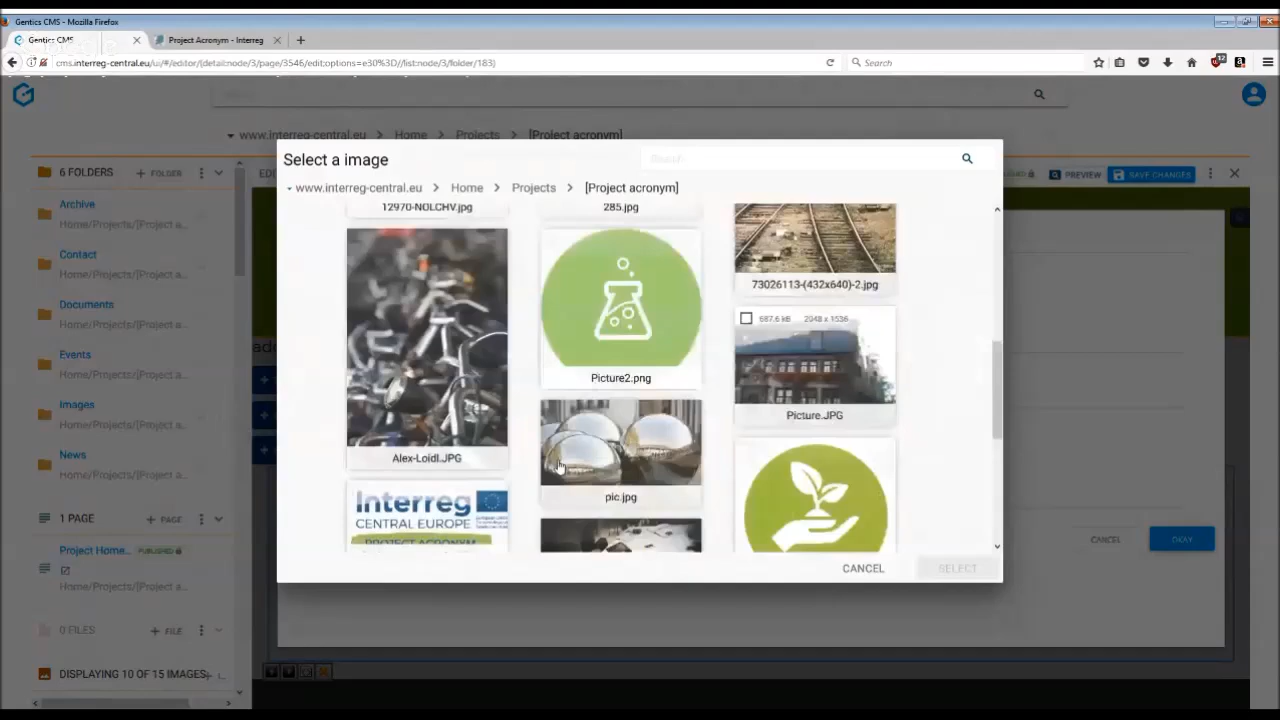 Gentics CMS - Mozilla Firefox
Gentics CMS
Project Acronym - Interreg
cms.interreg-central.eu/ui/#/editor/(detail:node/3/page/3546/edit;options=e30%3D//list:node/3/folder/183)
Search
12
www.interreg-central.eu > Home > Projects > [Project acronym]
6 FOLDERS
+ FOLDER
PREVIEW
SAVE CHANGES
Select a image
Search
www.interreg-central.eu > Home > Projects > [Project acronym]
Archive
Home/Projects/[Project a...
Contact
Home/Projects/[Project a...
Documents
Home/Projects/[Project a...
Events
Home/Projects/[Project a...
Images
Home/Projects/[Project a...
News
Home/Projects/[Project a...
1 PAGE
+ PAGE
Project Home...
PUBLISHED
Home/Projects/[Project a...
0 FILES
+ FILE
DISPLAYING 10 OF 15 IMAGES
12970-NOLCHV.jpg
285.jpg
73026113-(432x640)-2.jpg
687.6 kB 2048 x 1536
Picture2.png
Picture.JPG
Alex-Loidl.JPG
pic.jpg
Interreg
CENTRAL EUROPE
PROJECT ACRONYM
CANCEL
SELECT
CANCEL
OKAY